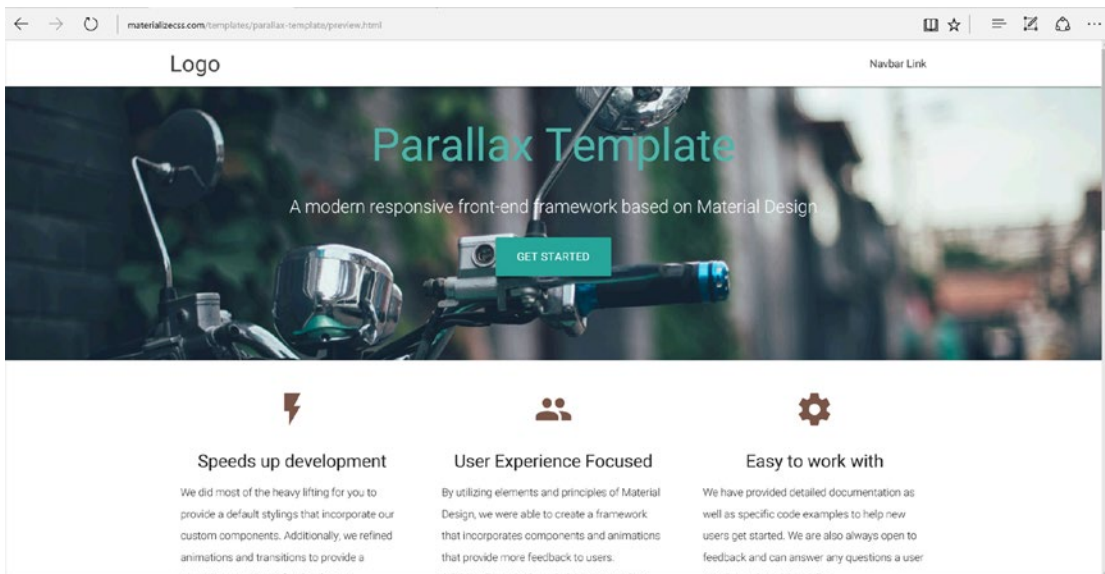 materializecss.com/templates/parallax-template/preview.html
Logo
Navbar Link
Parallax Template
A modern responsive front-end framework based on Material Design
GET STARTED
Speeds up development
We did most of the heavy lifting for you to
provide a default stylings that incorporate our
custom components. Additionally, we refined
animations and transitions to provide a
User Experience Focused
By utilizing elements and principles of Material
Design, we were able to create a framework
that incorporates components and animations
that provide more feedback to users.
Easy to work with
We have provided detailed documentation as
well as specific code examples to help new
users get started. We are also always open to
feedback and can answer any questions a user